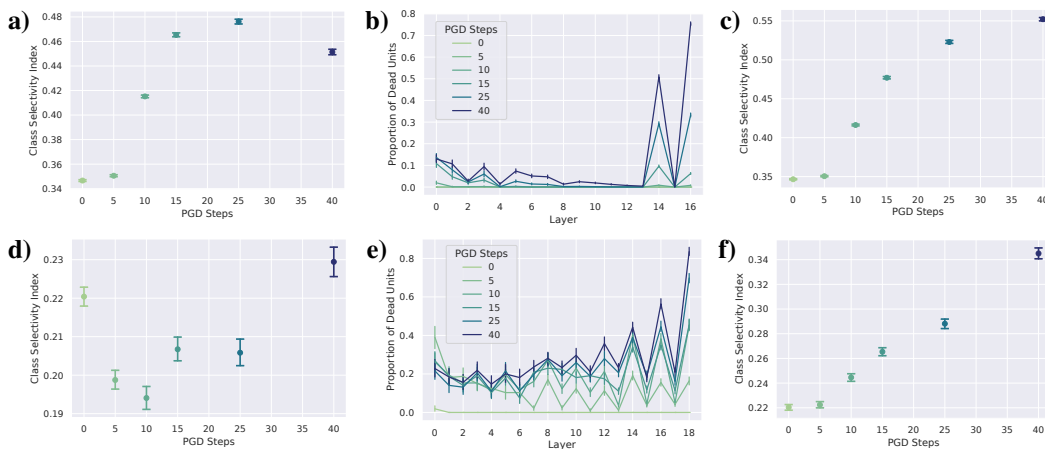 a)
Class Selectivity Index
0.48
0.46
0.44
0.42
0.40
0.38
0.36
0.34
0 5 10 15 20 25 30 35 40
PGD Steps
b)
Proportion of Dead Units
0.8
0.7
0.6
0.5
0.4
0.3
0.2
0.1
0.0
PGD Steps
0
5
10
15
25
40
0 2 4 6 8 10 12 14 16
Layer
c)
Class Selectivity Index
0.55
0.50
0.45
0.40
0.35
0 5 10 15 20 25 30 35 40
PGD Steps
d)
Class Selectivity Index
0.23
0.22
0.21
0.20
0.19
0 5 10 15 20 25 30 35 40
PGD Steps
e)
Proportion of Dead Units
0.8
0.6
0.4
0.2
0.0
PGD Steps
0
5
10
15
25
40
0 2 4 6 8 10 12 14 16 18
Layer
f)
Class Selectivity Index
0.34
0.32
0.30
0.28
0.26
0.24
0.22
0 5 10 15 20 25 30 35 40
PGD Steps